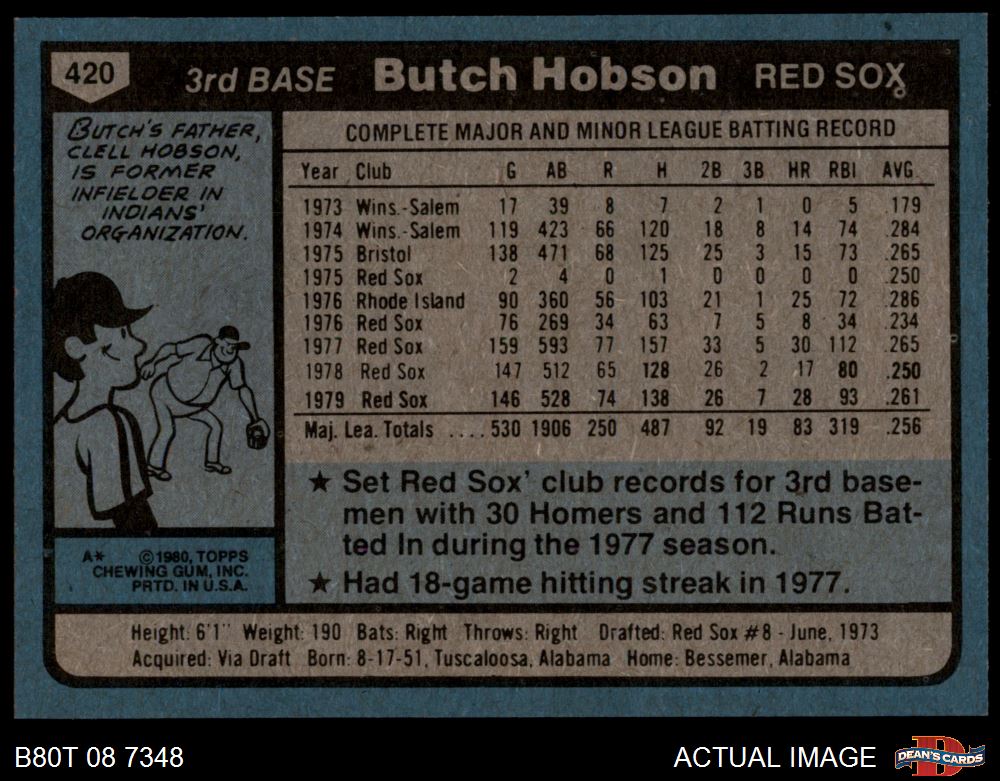 420 3rd BASE Butch Hobson RED SOX
BUTCH'S FATHER,
CLELL HOBSON,
IS FORMER
INFIELDER IN
INDIANS'
ORGANIZATION.
COMPLETE MAJOR AND MINOR LEAGUE BATTING RECORD
Year Club G AB R H 2B 3B HR RBI AVG
1973 Wins.-Salem 17 39 8 7 2 1 0 5 .179
1974 Wins.-Salem 119 423 66 120 18 8 14 74 .284
1975 Bristol 138 471 68 125 25 3 15 73 .265
1975 Red Sox 2 4 0 1 0 0 0 0 .250
1976 Rhode Island 90 360 56 103 21 1 25 72 .286
1976 Red Sox 76 269 34 63 7 5 8 34 .234
1977 Red Sox 159 593 77 157 33 5 30 112 .265
1978 Red Sox 147 512 65 128 26 2 17 80 .250
1979 Red Sox 146 528 74 138 26 7 28 93 .261
Maj. Lea. Totals ....530 1906 250 487 92 19 83 319 .256
★ Set Red Sox' club records for 3rd base-
men with 30 Homers and 112 Runs Bat-
ted In during the 1977 season.
★ Had 18-game hitting streak in 1977.
A* ©1980, TOPPS
CHEWING GUM, INC.
PRTD. IN U.S.A.
Height: 6'1" Weight: 190 Bats: Right Throws: Right Drafted: Red Sox #8 - June, 1973
Acquired: Via Draft Born: 8-17-51, Tuscaloosa, Alabama Home: Bessemer, Alabama
B80T 08 7348 ACTUAL IMAGE D DEAN'S CARDS